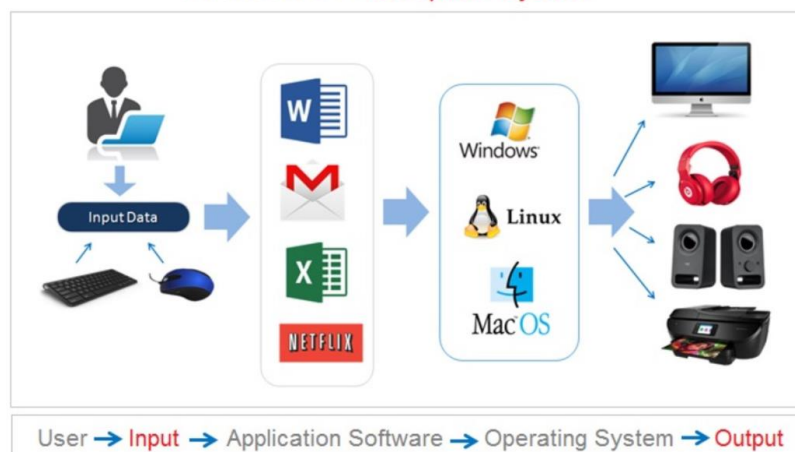 Input Data
W
M
X
NETFLIX
Windows
Linux
Mac OS
User → Input → Application Software → Operating System → Output